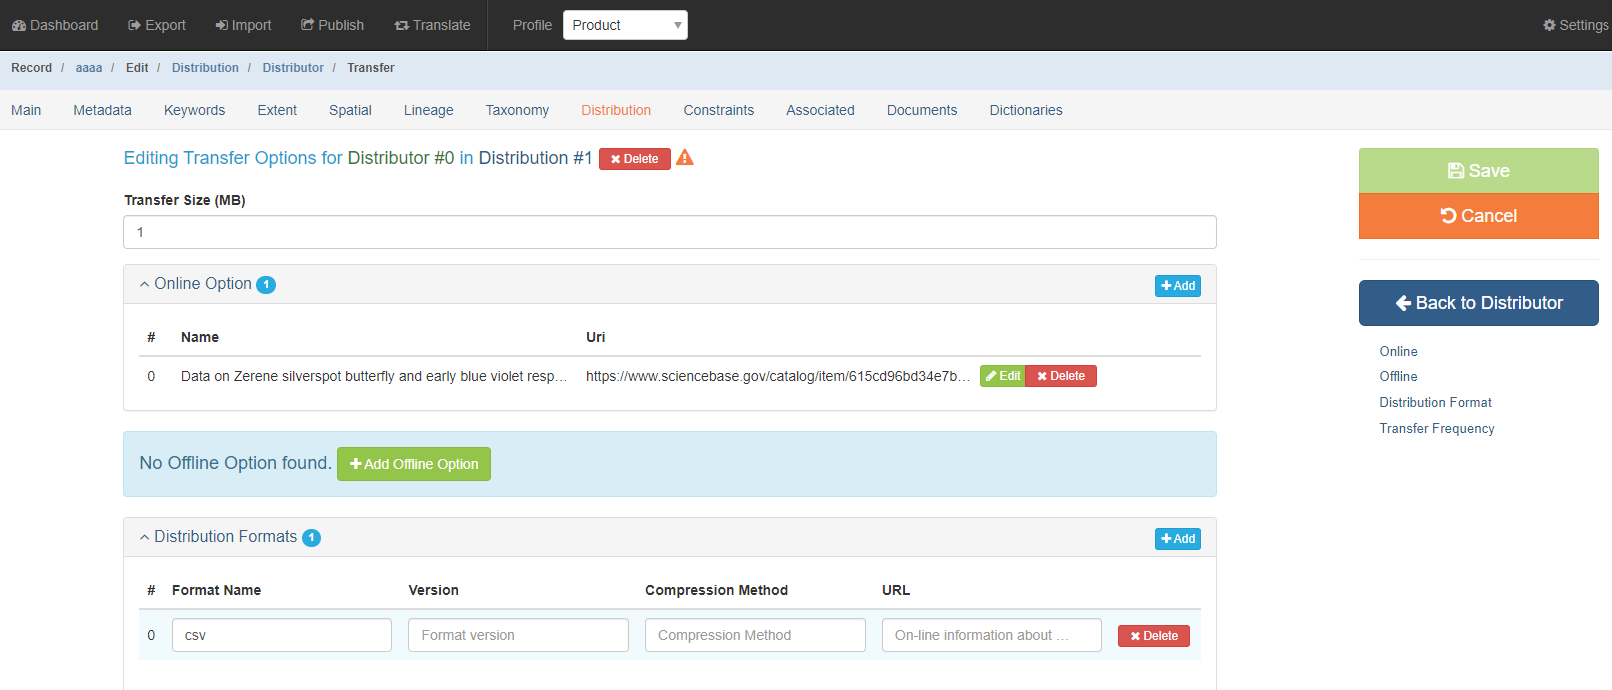 Dashboard Export Import Publish Translate Profile Product Settings
Record / aaaa / Edit / Distribution / Distributor / Transfer
Main Metadata Keywords Extent Spatial Lineage Taxonomy Distribution Constraints Associated Documents Dictionaries
Editing Transfer Options for Distributor #0 in Distribution #1 Delete
Transfer Size (MB)
1
Online Option 1 Add
# Name Uri
0 Data on Zerene silverspot butterfly and early blue violet resp… https://www.sciencebase.gov/catalog/item/615cd96bd34e7b… Edit Delete
No Offline Option found. Add Offline Option
Distribution Formats 1 Add
# Format Name Version Compression Method URL
0 csv Format version Compression Method On-line information about … Delete
Save
Cancel
Back to Distributor
Online
Offline
Distribution Format
Transfer Frequency